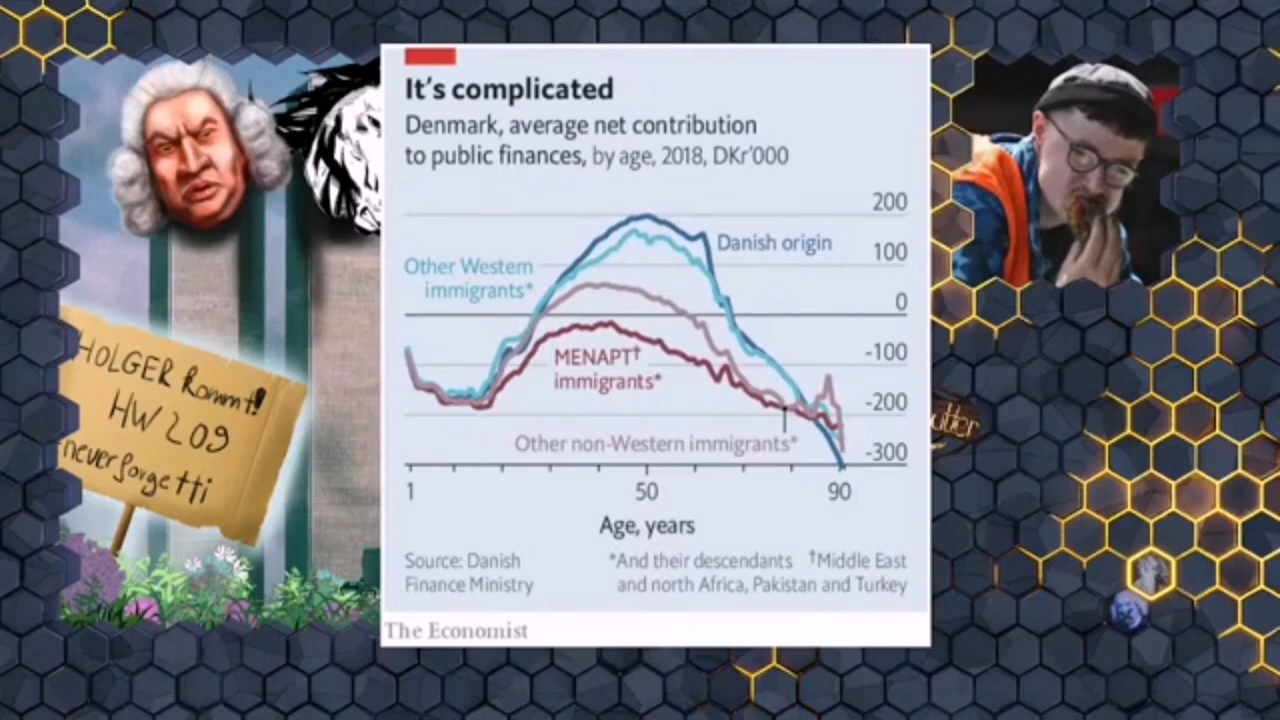 It's complicated
Denmark, average net contribution
to public finances, by age, 2018, DKr'000
200
100
0
-100
-200
-300
Danish origin
Other Western
immigrants*
MENAPT†
immigrants*
Other non-Western immigrants*
1 50 90
Age, years
Source: Danish
Finance Ministry
*And their descendants †Middle East
and north Africa, Pakistan and Turkey
The Economist
HOLGER kommt!
HW 209
never forgetti